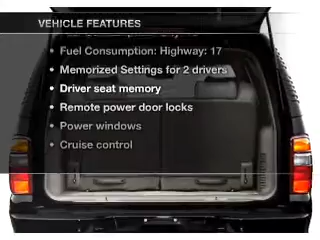 VEHICLE FEATURES
• Fuel Consumption: Highway: 17
• Memorized Settings for 2 drivers
• Driver seat memory
• Remote power door locks
• Power windows
• Cruise control